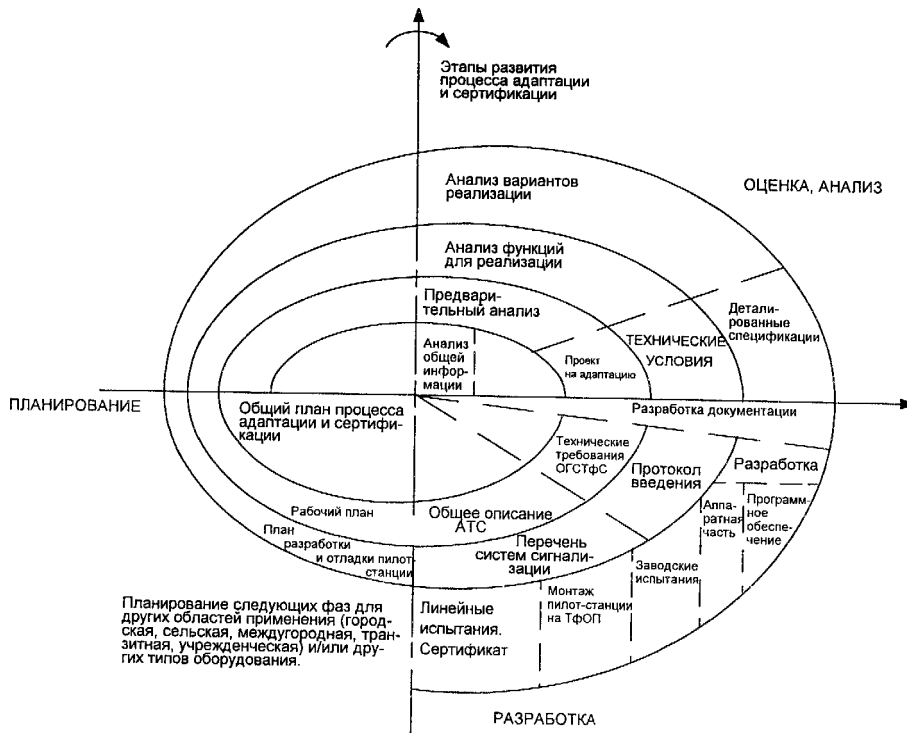 Этапы развития
процесса адаптации
и сертификации
Анализ вариантов
реализации
ОЦЕНКА, АНАЛИЗ
Анализ функций
для реализации
Предвари-
тельный анализ
Анализ
общей
инфор-
мации
Проект
на адаптацию
ТЕХНИЧЕСКИЕ
УСЛОВИЯ
Детали-
рованные
спецификации
ПЛАНИРОВАНИЕ
Общий план процесса
адаптации и сертифи-
кации
Разработка документации
Технические
требования
ОГСТфС
Протокол
введения
Разработка
Аппа-
ратная
часть
Программ-
ное
обеспе-
чение
Рабочий план
Общее описание
АТС
План
разработки
и отладки пилот-
станции
Перечень
систем сигнали-
зации
Заводские
испытания
Монтаж
пилот-станции
на ТфОП
Линейные
испытания.
Сертификат
Планирование следующих фаз для
других областей применения (город-
ская, сельская, междугородная, тран-
зитная, учрежденческая) и/или дру-
гих типов оборудования.
РАЗРАБОТКА